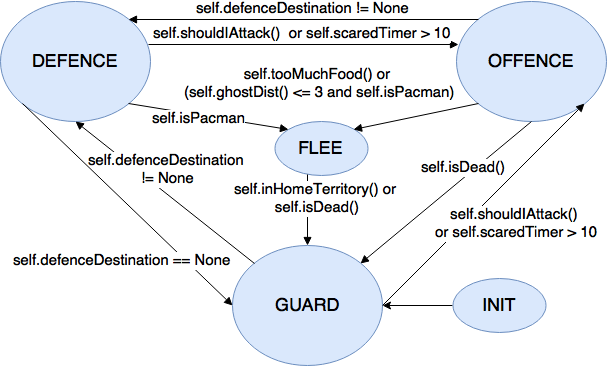 self.defenceDestination != None
self.shouldIAttack() or self.scaredTimer > 10
DEFENCE
OFFENCE
self.tooMuchFood() or
(self.ghostDist() <= 3 and self.isPacman)
self.isPacman
FLEE
self.defenceDestination
!= None
self.isDead()
self.inHomeTerritory() or
self.isDead()
self.shouldIAttack()
or self.scaredTimer > 10
self.defenceDestination == None
GUARD
INIT